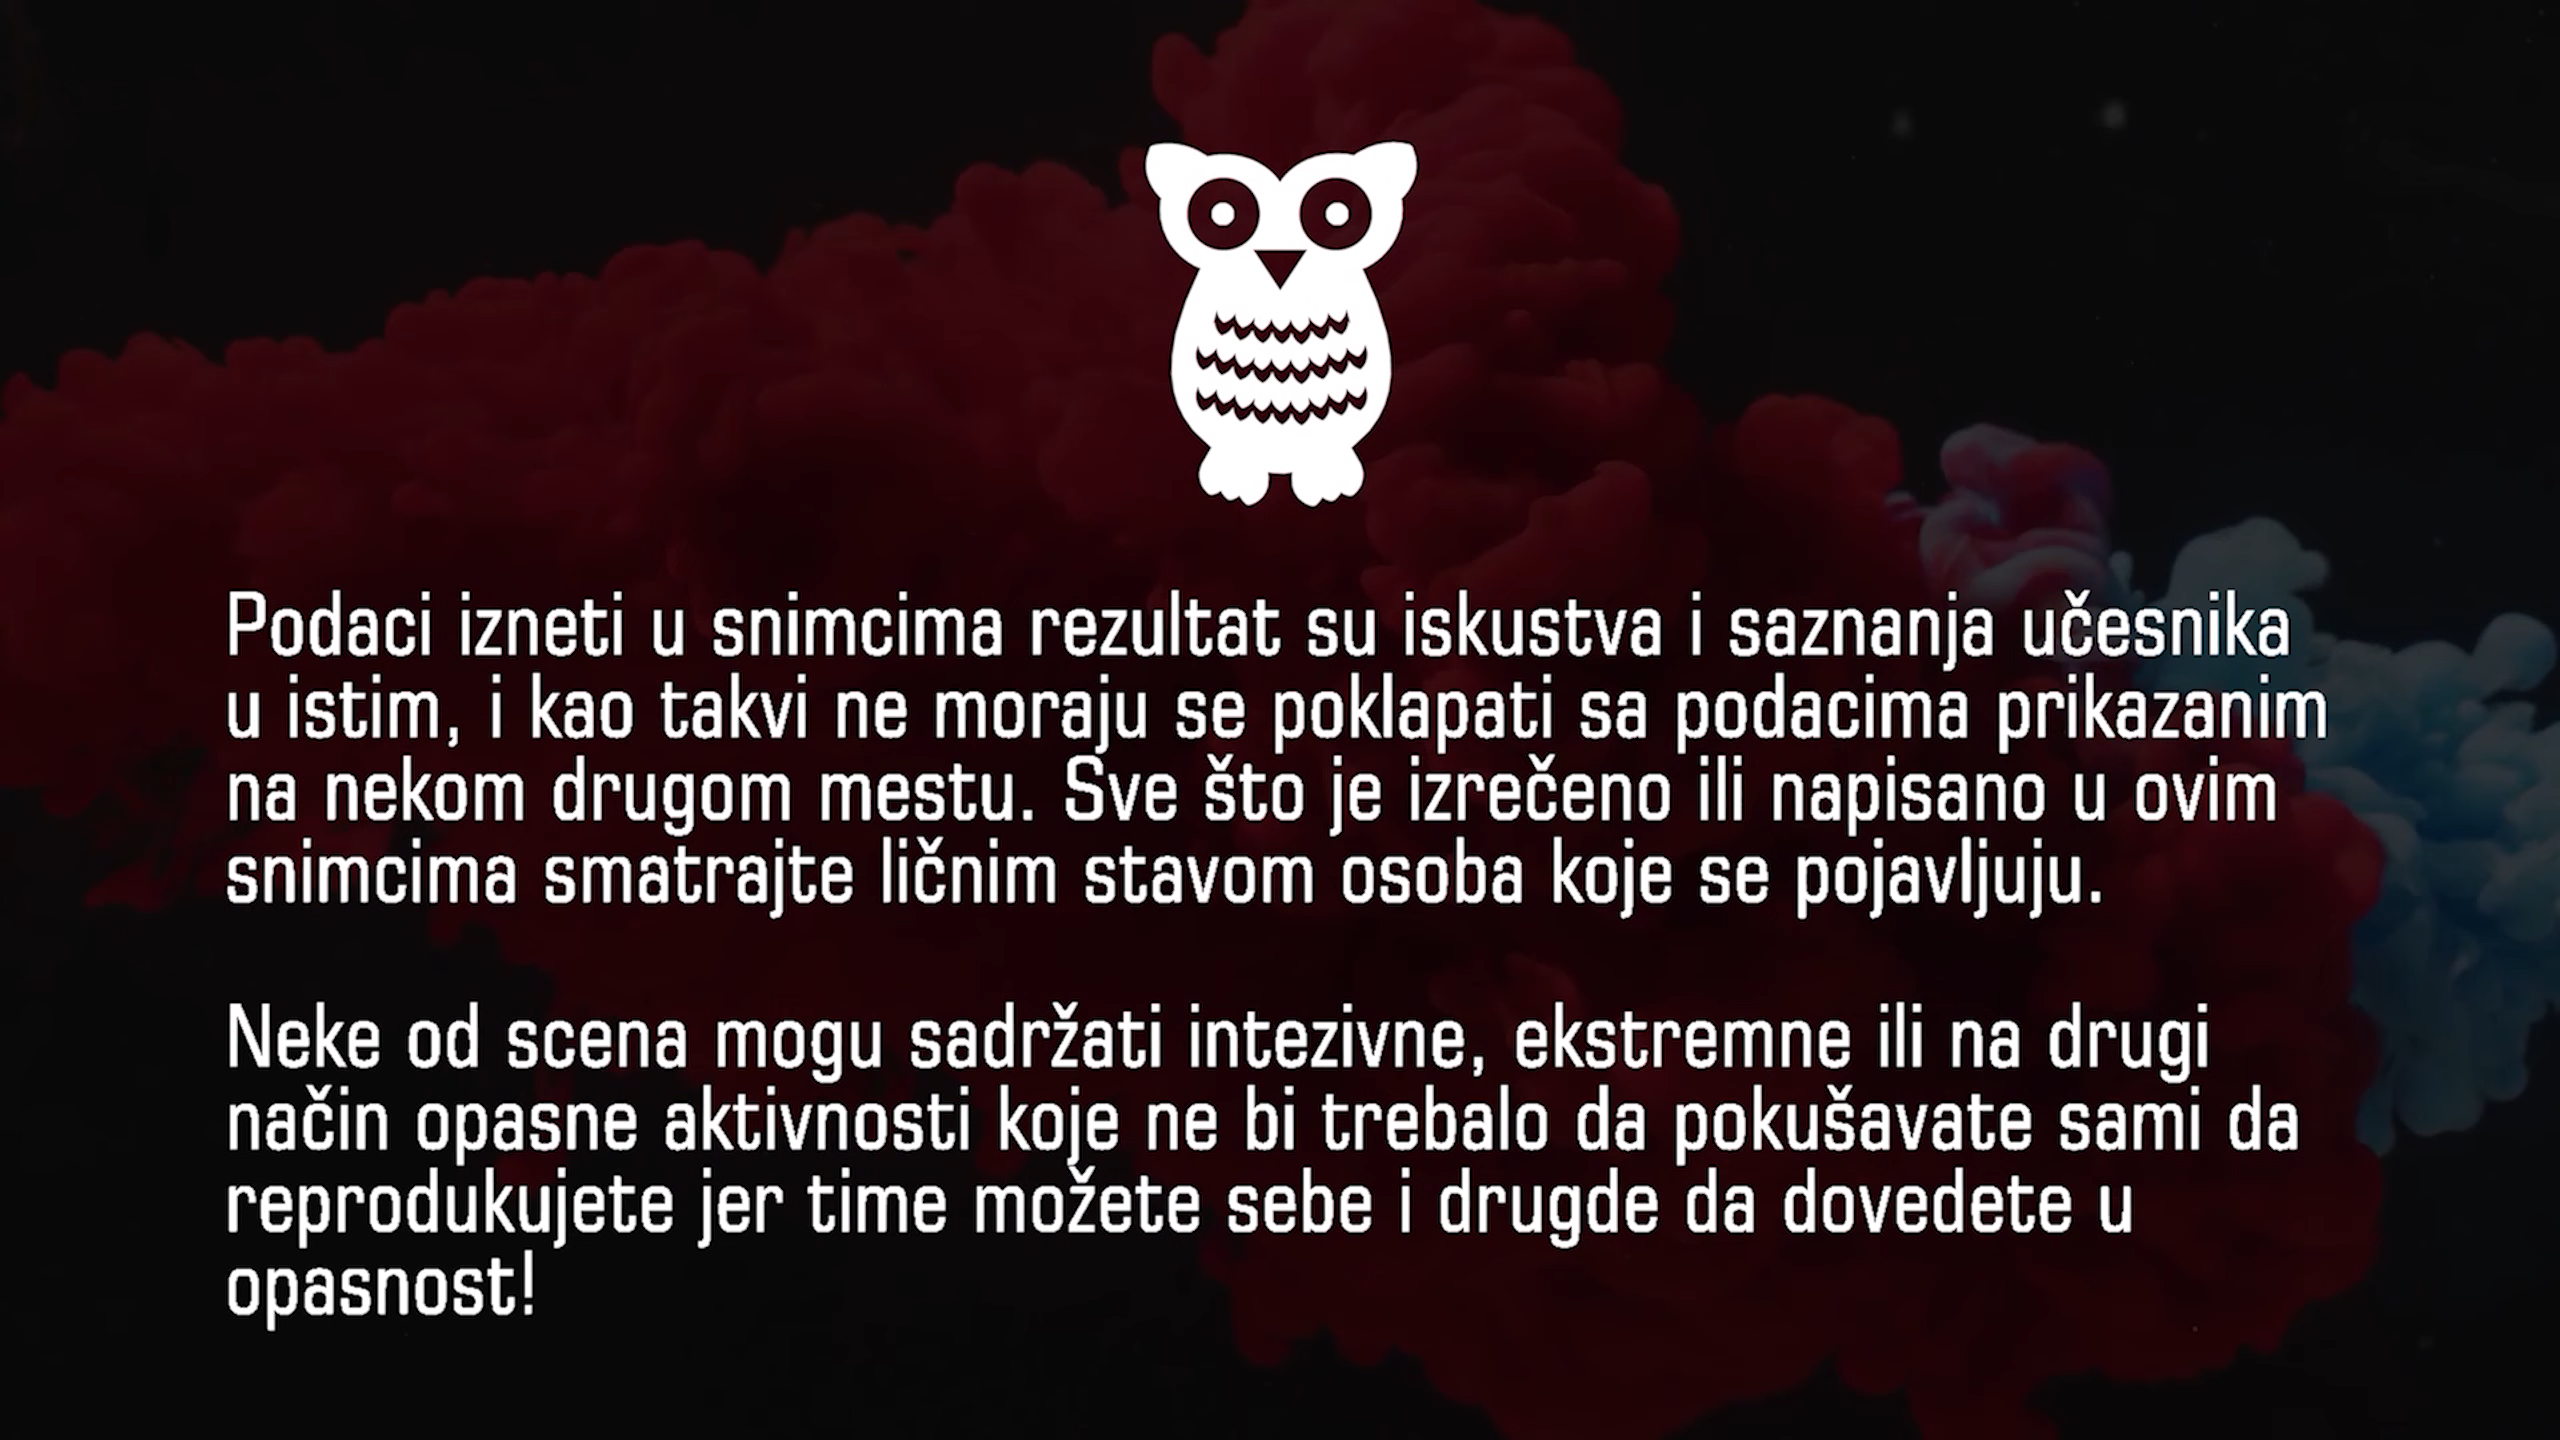 Podaci izneti u snimcima rezultat su iskustva i saznanja učesnika
u istim, i kao takvi ne moraju se poklapati sa podacima prikazanim
na nekom drugom mestu. Sve što je izrečeno ili napisano u ovim
snimcima smatrajte ličnim stavom osoba koje se pojavljuju.
Neke od scena mogu sadržati intezivne, ekstremne ili na drugi
način opasne aktivnosti koje ne bi trebalo da pokušavate sami da
reprodukujete jer time možete sebe i drugde da dovedete u
opasnost!